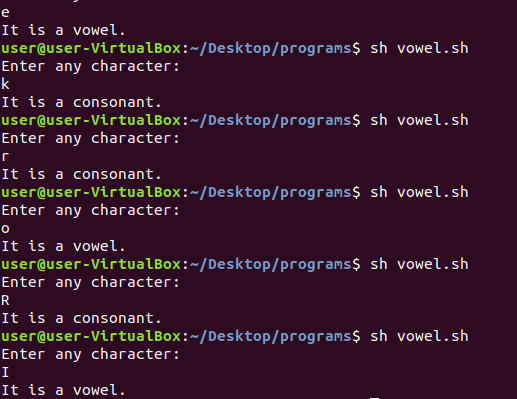 e
It is a vowel.
user@user-VirtualBox:~/Desktop/programs$ sh vowel.sh
Enter any character:
k
It is a consonant.
user@user-VirtualBox:~/Desktop/programs$ sh vowel.sh
Enter any character:
r
It is a consonant.
user@user-VirtualBox:~/Desktop/programs$ sh vowel.sh
Enter any character:
o
It is a vowel.
user@user-VirtualBox:~/Desktop/programs$ sh vowel.sh
Enter any character:
R
It is a consonant.
user@user-VirtualBox:~/Desktop/programs$ sh vowel.sh
Enter any character:
I
It is a vowel.